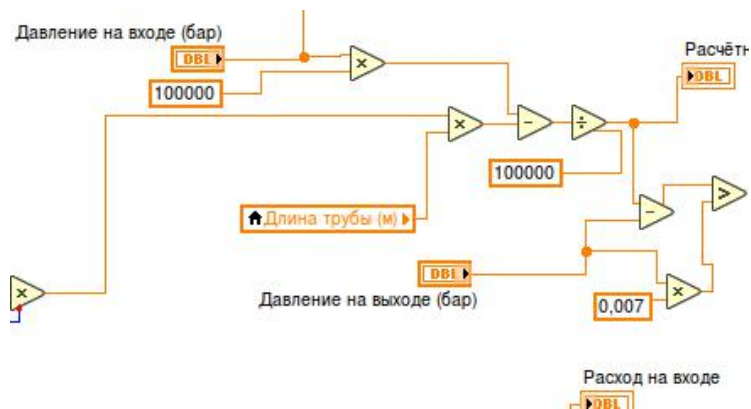 Давление на входе (бар)
DBL
100000
Расчётн
DBL
100000
Длина трубы (м)
DBL
Давление на выходе (бар)
0,007
Расход на входе
DBL